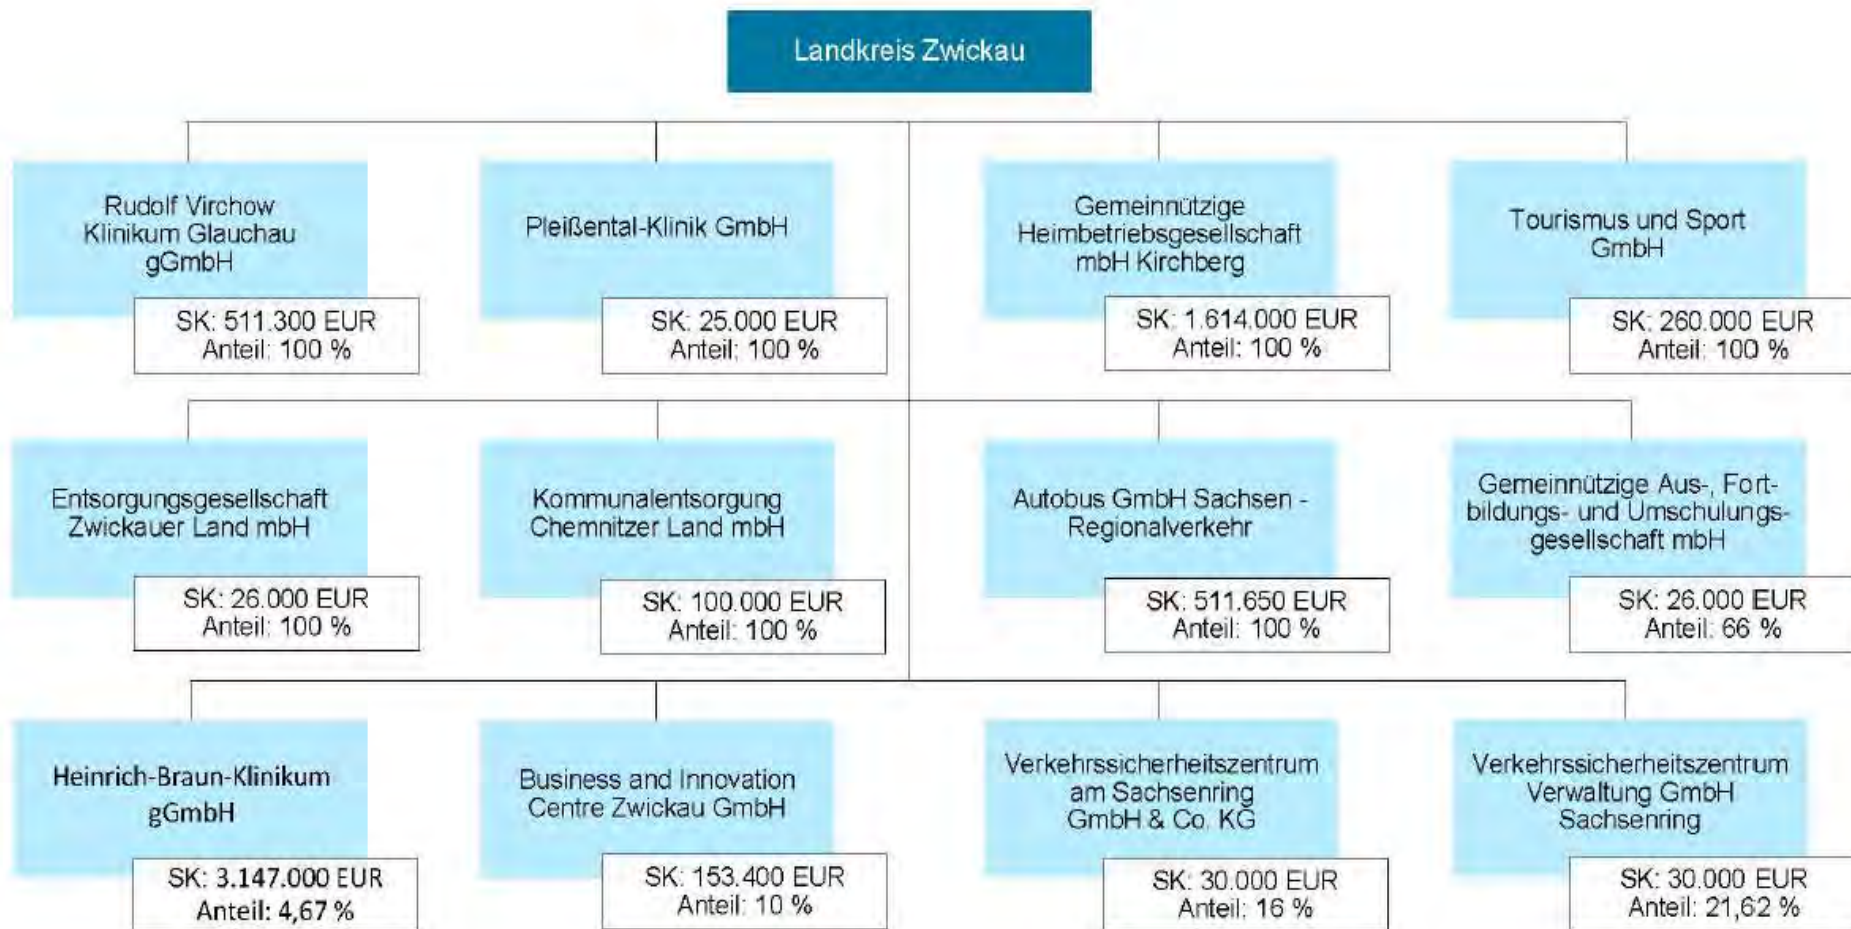 Landkreis Zwickau
Rudolf Virchow
Klinikum Glauchau
gGmbH
SK: 511.300 EUR
Anteil: 100 %
Pleißental-Klinik GmbH
SK: 25.000 EUR
Anteil: 100 %
Gemeinnützige
Heimbetriebsgesellschaft
mbH Kirchberg
SK: 1.614.000 EUR
Anteil: 100 %
Tourismus und Sport
GmbH
SK: 260.000 EUR
Anteil: 100 %
Entsorgungsgesellschaft
Zwickauer Land mbH
SK: 26.000 EUR
Anteil: 100 %
Kommunalentsorgung
Chemnitzer Land mbH
SK: 100.000 EUR
Anteil: 100 %
Autobus GmbH Sachsen -
Regionalverkehr
SK: 511.650 EUR
Anteil: 100 %
Gemeinnützige Aus-, Fort-
bildungs- und Umschulungs-
gesellschaft mbH
SK: 26.000 EUR
Anteil: 66 %
Heinrich-Braun-Klinikum
gGmbH
SK: 3.147.000 EUR
Anteil: 4,67 %
Business and Innovation
Centre Zwickau GmbH
SK: 153.400 EUR
Anteil: 10 %
Verkehrssicherheitszentrum
am Sachsenring
GmbH & Co. KG
SK: 30.000 EUR
Anteil: 16 %
Verkehrssicherheitszentrum
Verwaltung GmbH
Sachsenring
SK: 30.000 EUR
Anteil: 21,62 %